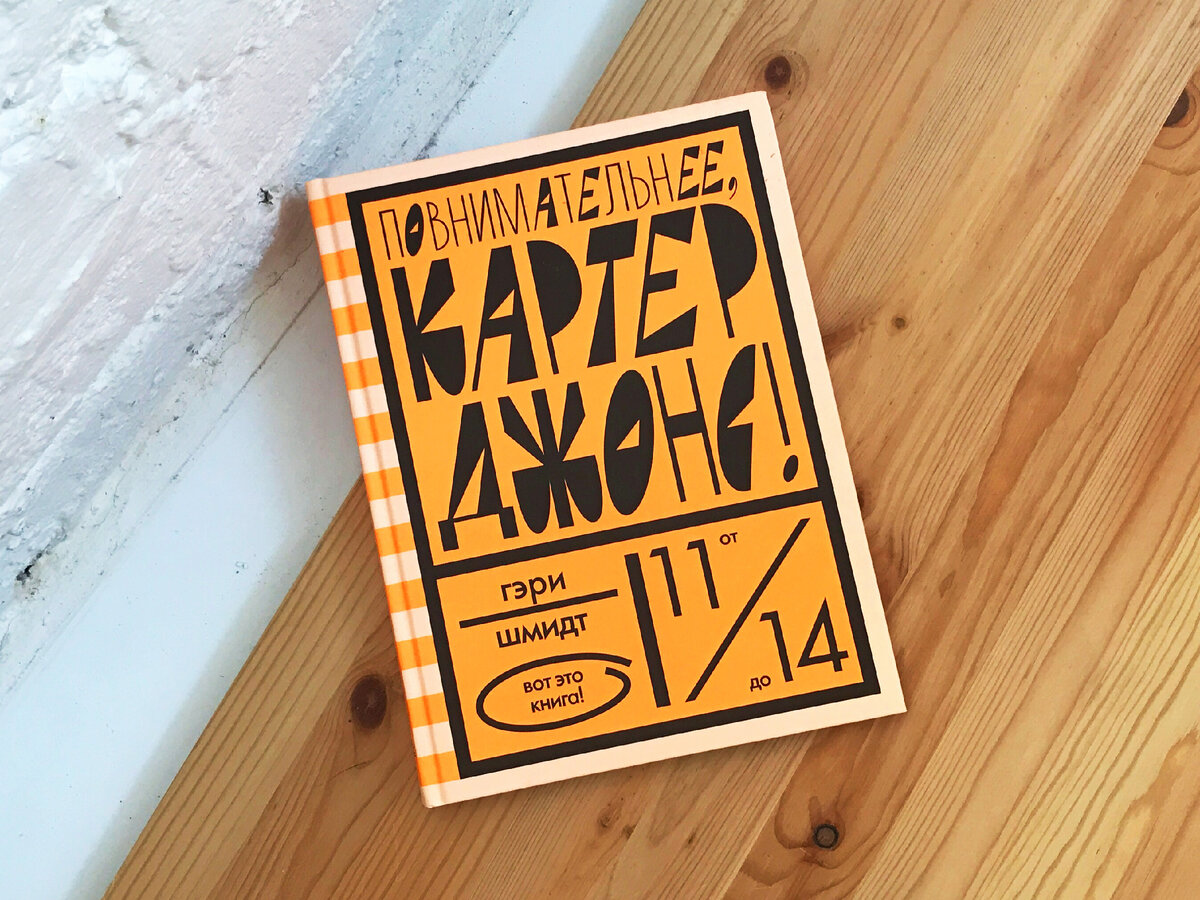 ПОВНИМАТЕЛЬНЕЕ,
КАРТЕР
ДЖОНС!
гэри
шмидт
вот это
книга!
от
11
до 14